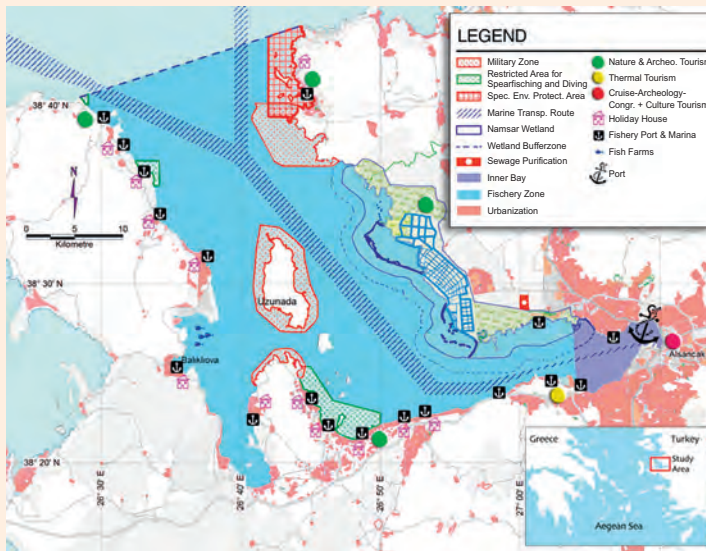 LEGEND
Military Zone
Restricted Area for
Spearfisching and Diving
Spec. Env. Protect. Area
Marine Transp. Route
Namsar Wetland
Wetland Bufferzone
Sewage Purification
Inner Bay
Fischery Zone
Urbanization
Nature & Archeo. Tourism
Thermal Tourism
Cruise-Archeology-
Congr. + Culture Tourism
Holiday House
Fishery Port & Marina
Fish Farms
Port
38° 40' N
N
0 5 10
Kilometre
38° 30' N
Uzunada
Balıklıova
Alsancak
38° 20' N
26° 30' E
26° 40' E
26° 50' E
27° 00' E
Greece
Turkey
Study
Area
Aegean Sea